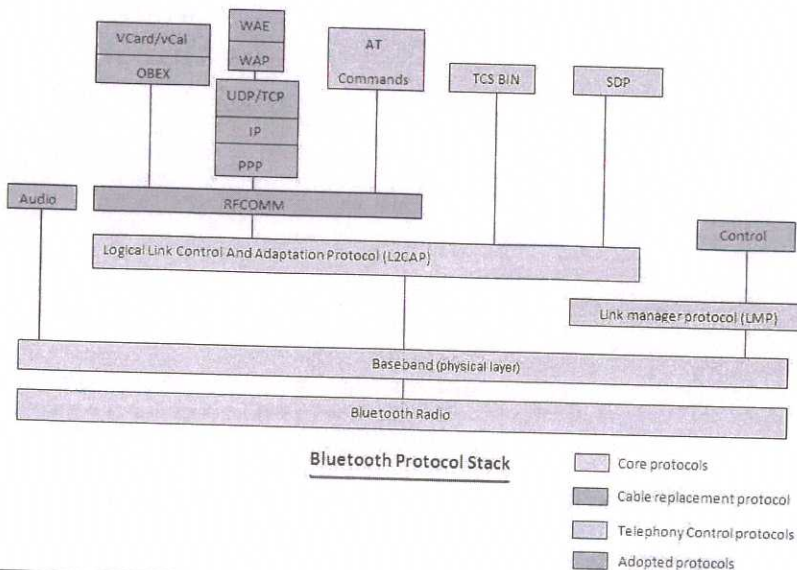 VCard/vCal
OBEX
WAE
WAP
UDP/TCP
IP
PPP
AT
Commands
TCS BIN
SDP
Audio
RFCOMM
Control
Logical Link Control And Adaptation Protocol (L2CAP)
Link manager protocol (LMP)
Baseband (physical layer)
Bluetooth Radio
Bluetooth Protocol Stack
Core protocols
Cable replacement protocol
Telephony Control protocols
Adopted protocols